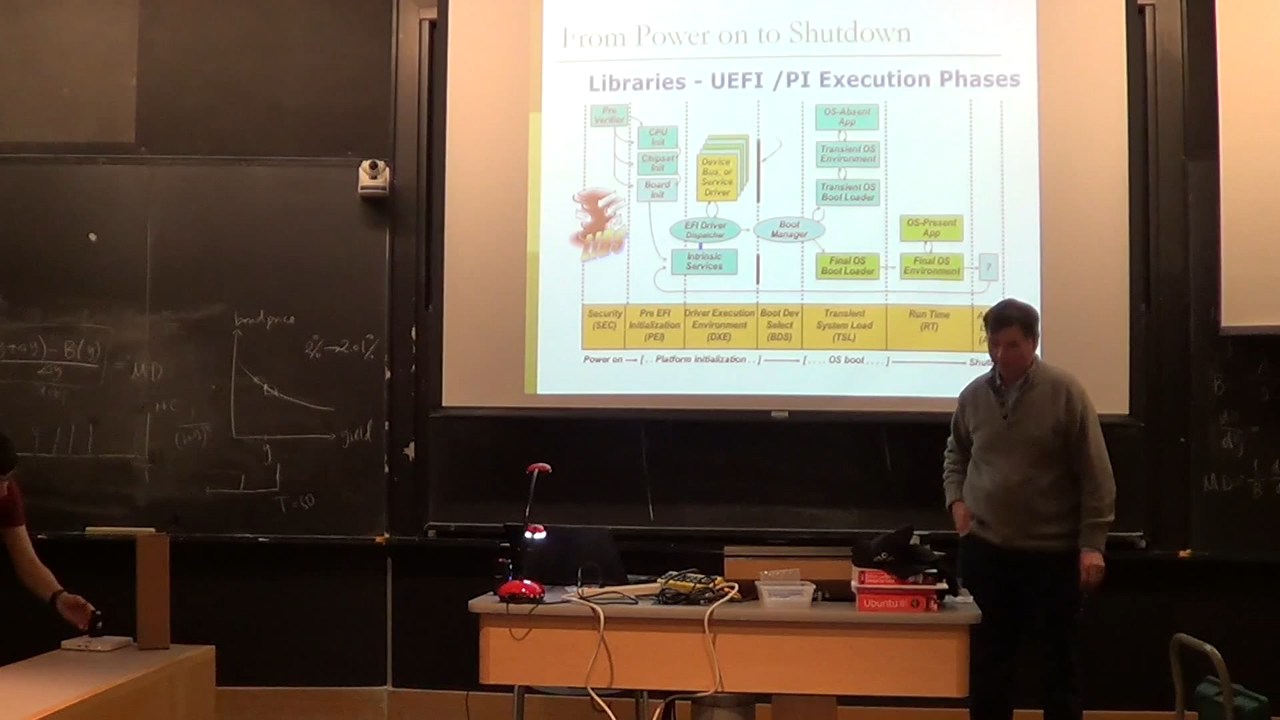 From Power on to Shutdown
Libraries - UEFI /PI Execution Phases
Pre
Verifier
CPU
Init
Chipset
Init
Board
Init
Device
Bus, or
Service
Driver
EFI Driver
Dispatcher
Intrinsic
Services
Boot
Manager
OS-Absent
App
Transient OS
Environment
Transient OS
Boot Loader
Final OS
Boot Loader
OS-Present
App
Final OS
Environment
?
Security
(SEC)
Pre EFI
Initialization
(PEI)
Driver Execution
Environment
(DXE)
Boot Dev
Select
(BDS)
Transient
System Load
(TSL)
Run Time
(RT)
Power on
[. . Platform initialization . .]
[. . . . OS boot . . . .]
Shut
bond price
yield
y
MD
Ubuntu